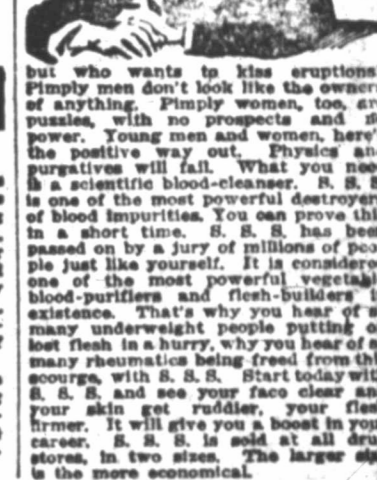 but who wants to kiss eruptions
Pimply men don't look like the owner
of anything. Pimply women, too, ar
puzzles, with no prospects and n
power. Young men and women, here'
the positive way out. Physics an
purgatives will fail. What you nee
is a scientific blood-cleanser. S. S. S
is one of the most powerful destroyer
of blood impurities. You can prove thi
in a short time. S. S. S. has bee
passed on by a jury of millions of peo
ple just like yourself. It is considere
one of the most powerful vegetabl
blood-purifiers and flesh-builders i
existence. That's why you hear of s
many underweight people putting o
lost flesh in a hurry, why you hear of s
many rheumatics being freed from thi
scourge, with S. S. S. Start today wit
S. S. S. and see your face clear an
your skin get ruddier, your fles
firmer. It will give you a boost in you
career. S. S. S. is sold at all dru
stores, in two sizes. The larger siz
is the more economical.